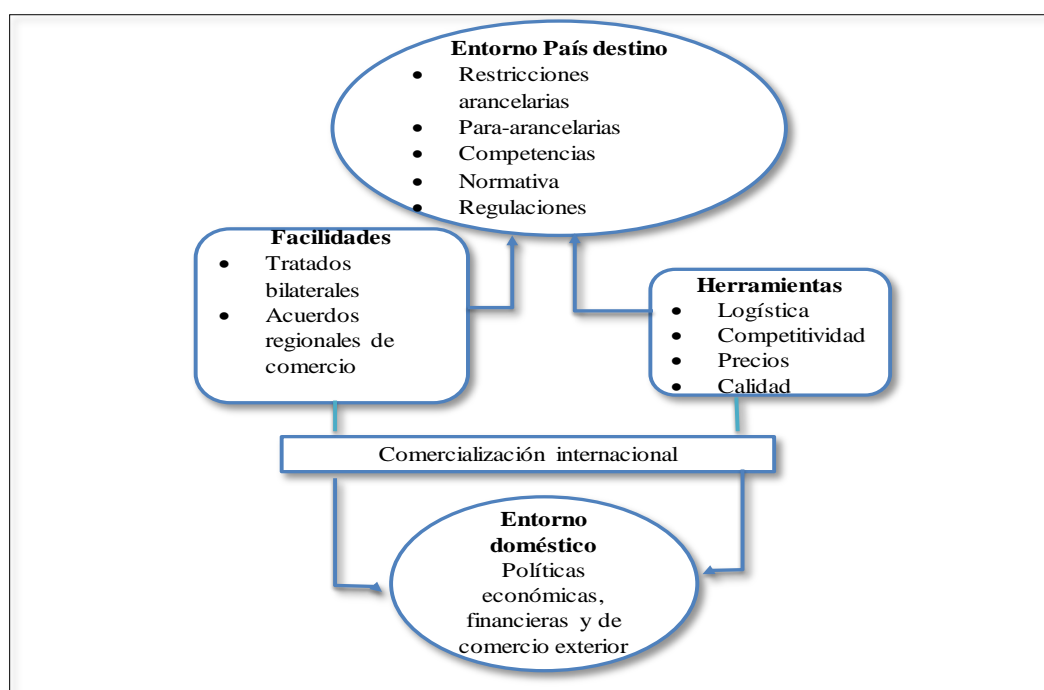 Entorno País destino
• Restricciones
arancelarias
• Para-arancelarias
• Competencias
• Normativa
• Regulaciones
Facilidades
• Tratados
bilaterales
• Acuerdos
regionales de
comercio
Herramientas
• Logística
• Competitividad
• Precios
• Calidad
Comercialización internacional
Entorno
doméstico
Políticas
económicas,
financieras y de
comercio exterior